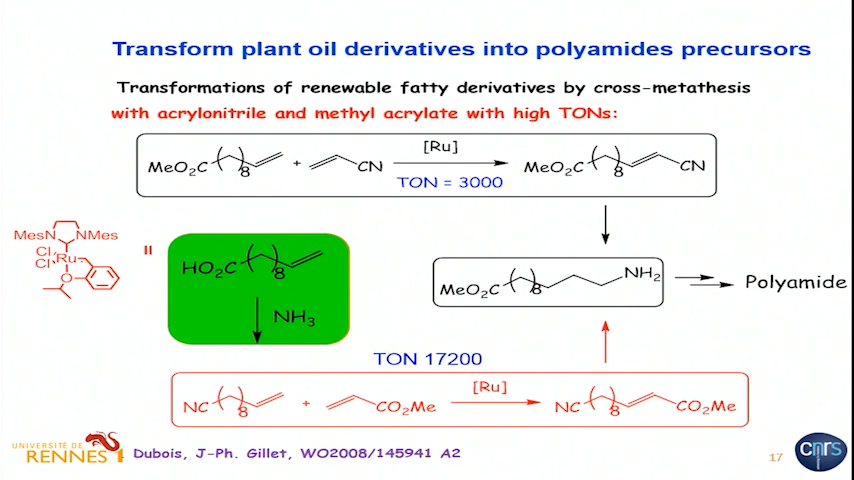 Transform plant oil derivatives into polyamides precursors
Transformations of renewable fatty derivatives by cross-metathesis
with acrylonitrile and methyl acrylate with high TONs:
MeO2C 8 + CN [Ru] TON = 3000 MeO2C 8 CN
MesN NMes
Cl
Cl Ru
O
II
HO2C 8
NH3
MeO2C 8 NH2
Polyamide
TON 17200
NC 8 + CO2Me [Ru] NC 8 CO2Me
UNIVERSITÉ DE
RENNES 1
Dubois, J-Ph. Gillet, WO2008/145941 A2
17
cnrs